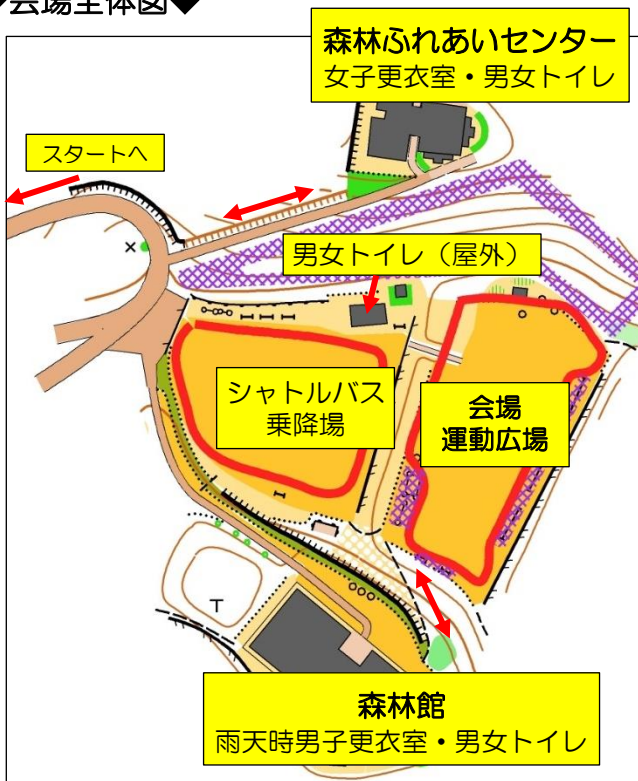 会場全体図◆
森林ふれあいセンター
女子更衣室・男女トイレ
スタートへ
男女トイレ（屋外）
シャトルバス
乗降場
会場
運動広場
森林館
雨天時男子更衣室・男女トイレ